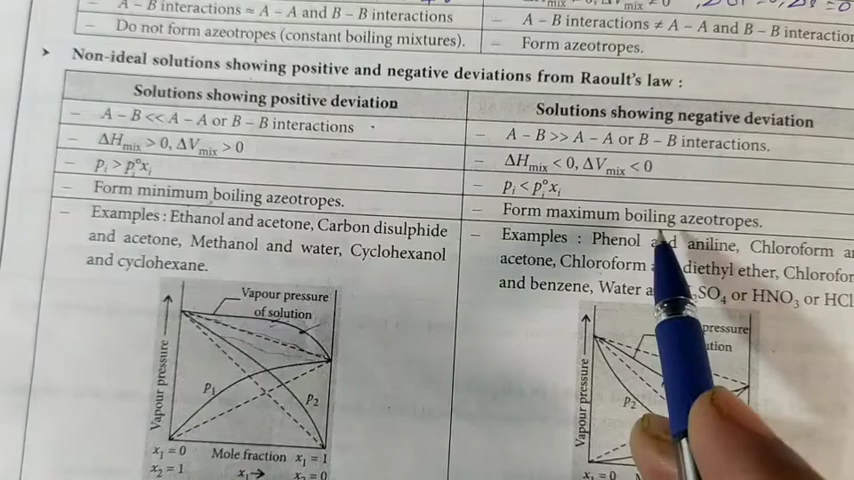 A – B interactions ≈ A – A and B – B interactions
Do not form azeotropes (constant boiling mixtures).
A – B interactions ≠ A – A and B – B interaction
Form azeotropes.
Non-ideal solutions showing positive and negative deviations from Raoult's law :
Solutions showing positive deviation
– A – B << A – A or B – B interactions
– ΔHmix > 0, ΔVmix > 0
– pi > p°i xi
– Form minimum boiling azeotropes.
– Examples : Ethanol and acetone, Carbon disulphide
and acetone, Methanol and water, Cyclohexanol
and cyclohexane.
Vapour pressure
of solution
Vapour pressure
p1
p2
x1 = 0
Mole fraction
x1 = 1
x2 = 1
x1→
x2 = 0
Solutions showing negative deviation
– A – B >> A – A or B – B interactions.
– ΔHmix < 0, ΔVmix < 0
– pi < p°i xi
– Form maximum boiling azeotropes.
– Examples : Phenol and aniline, Chloroform
acetone, Chloroform diethyl ether,
and benzene, Water SO4 or HNO3 or HCl
pressure
Vapour pressure
p2
x1 = 0